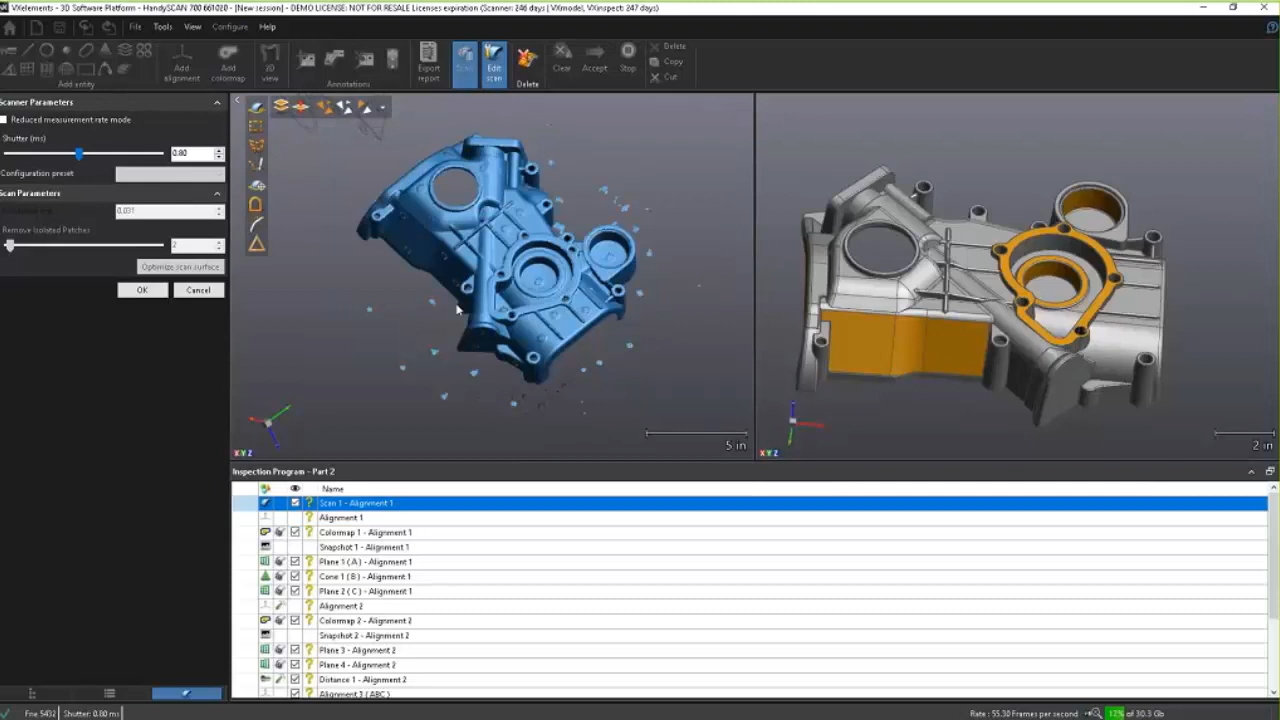 VXelements - 3D Software Platform - HandySCAN 700 661020 - [New session] - DEMO LICENSE: NOT FOR RESALE Licenses expiration (Scanner: 246 days | VXmodel, VXinspect: 247 days)
File Tools View Configure Help
Add entity
Add alignment
Add colormap
3D view
Annotations
Export report
Scan
Edit scan
Delete
Clear
Accept
Stop
Delete
Copy
Cut
Scanner Parameters
Reduced measurement rate mode
Shutter (ms)
0.80
Configuration preset
Scan Parameters
0.031
Remove Isolated Patches
2
Optimize scan surface
OK
Cancel
5 in
XYZ
2 in
XYZ
Inspection Program - Part 2
Name
Scan 1 - Alignment 1
Alignment 1
Colormap 1 - Alignment 1
Snapshot 1 - Alignment 1
Plane 1 ( A ) - Alignment 1
Cone 1 ( B ) - Alignment 1
Plane 2 ( C ) - Alignment 1
Alignment 2
Colormap 2 - Alignment 2
Snapshot 2 - Alignment 2
Plane 3 - Alignment 2
Plane 4 - Alignment 2
Distance 1 - Alignment 2
Alignment 3 ( ABC )
Shutter: 0.80 ms
Rate : 55.30 Frames per second
12% of 30.3 Gb